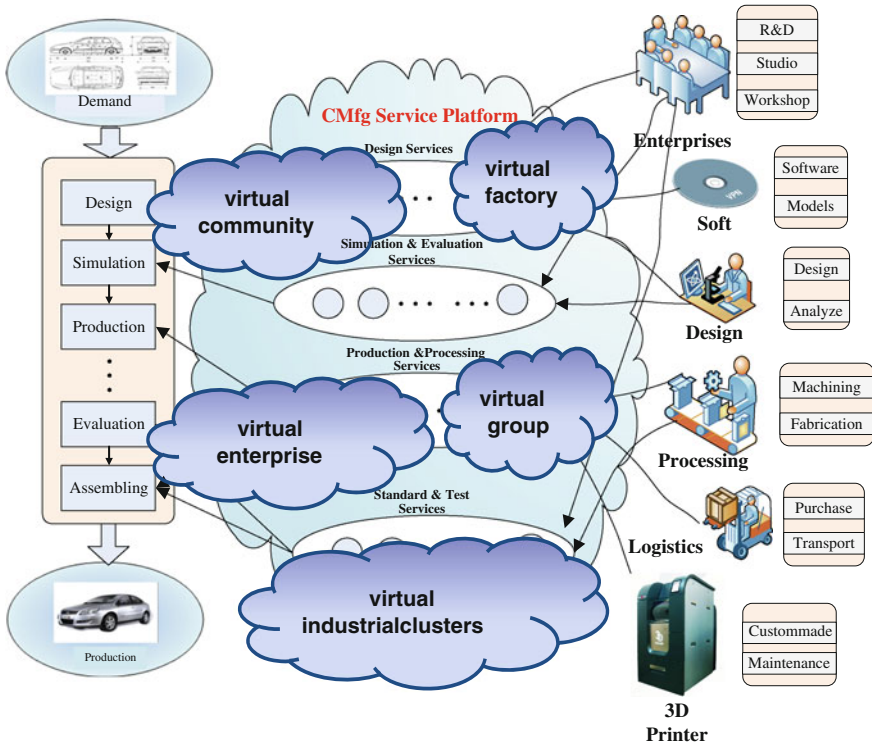 Demand
Design
Simulation
Production
Evaluation
Assembling
Production
CMfg Service Platform
Design Services
virtual
community
virtual
factory
Simulation & Evaluation
Services
Production &Processing
Services
virtual
enterprise
virtual
group
Standard & Test
Services
virtual
industrialclusters
Enterprises
R&D
Studio
Workshop
VPN
Soft
Software
Models
Design
Design
Analyze
Processing
Machining
Fabrication
Logistics
Purchase
Transport
3D
Printer
Custommade
Maintenance